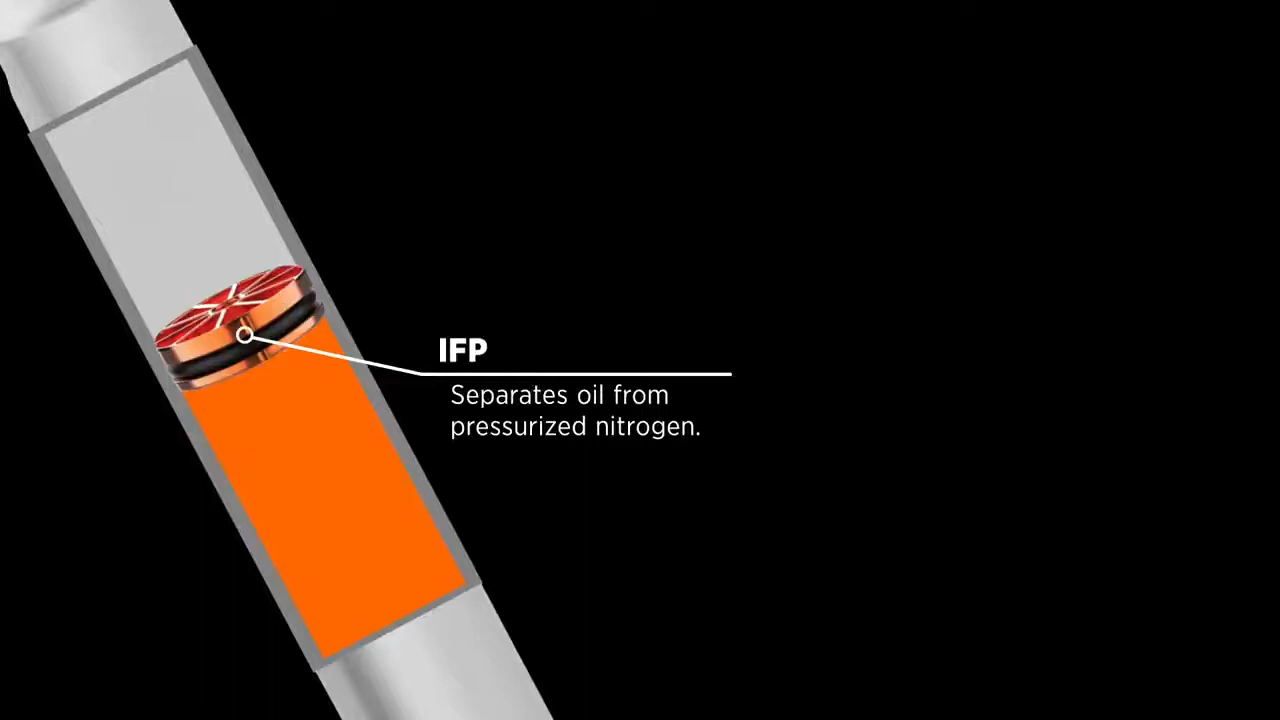 IFP
Separates oil from
pressurized nitrogen.